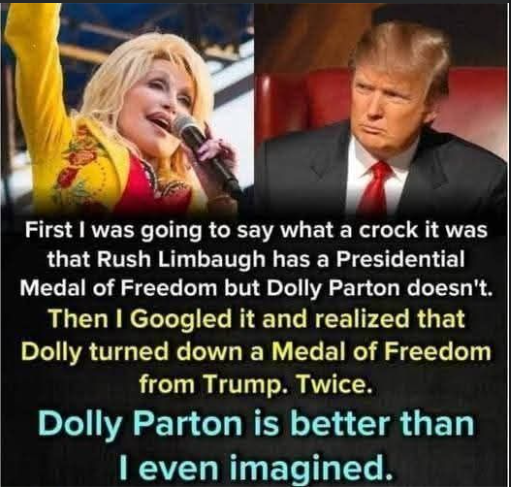 First I was going to say what a crock it was
that Rush Limbaugh has a Presidential
Medal of Freedom but Dolly Parton doesn't.
Then I Googled it and realized that
Dolly turned down a Medal of Freedom
from Trump. Twice.
Dolly Parton is better than
I even imagined.